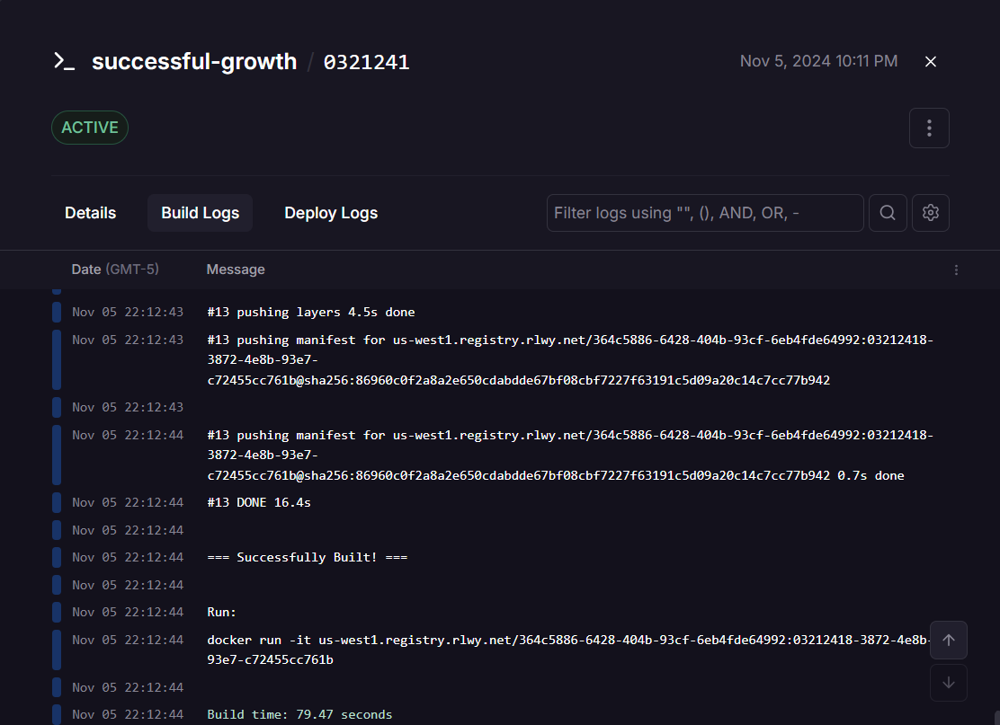 successful-growth / 0321241
Nov 5, 2024 10:11 PM
ACTIVE
Details
Build Logs
Deploy Logs
Filter logs using "", (), AND, OR, -
Date (GMT-5)
Message
Nov 05 22:12:43 #13 pushing layers 4.5s done
Nov 05 22:12:43 #13 pushing manifest for us-west1.registry.rlwy.net/364c5886-6428-404b-93cf-6eb4fde64992:03212418-
3872-4e8b-93e7-
c72455cc761b@sha256:86960c0f2a8a2e650cdabdde67bf08cbf7227f63191c5d09a20c14c7cc77b942
Nov 05 22:12:43
Nov 05 22:12:44 #13 pushing manifest for us-west1.registry.rlwy.net/364c5886-6428-404b-93cf-6eb4fde64992:03212418-
3872-4e8b-93e7-
c72455cc761b@sha256:86960c0f2a8a2e650cdabdde67bf08cbf7227f63191c5d09a20c14c7cc77b942 0.7s done
Nov 05 22:12:44 #13 DONE 16.4s
Nov 05 22:12:44
Nov 05 22:12:44 === Successfully Built! ===
Nov 05 22:12:44
Nov 05 22:12:44 Run:
Nov 05 22:12:44 docker run -it us-west1.registry.rlwy.net/364c5886-6428-404b-93cf-6eb4fde64992:03212418-3872-4e8b-
93e7-c72455cc761b
Nov 05 22:12:44
Nov 05 22:12:44 Build time: 79.47 seconds